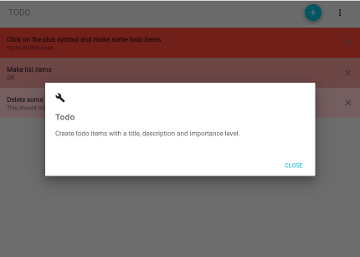 TODO
Click on the plus symbol and make some todo items
Make list items
OK
Delete some
This should not
Todo
Create todo items with a title, description and importance level.
CLOSE